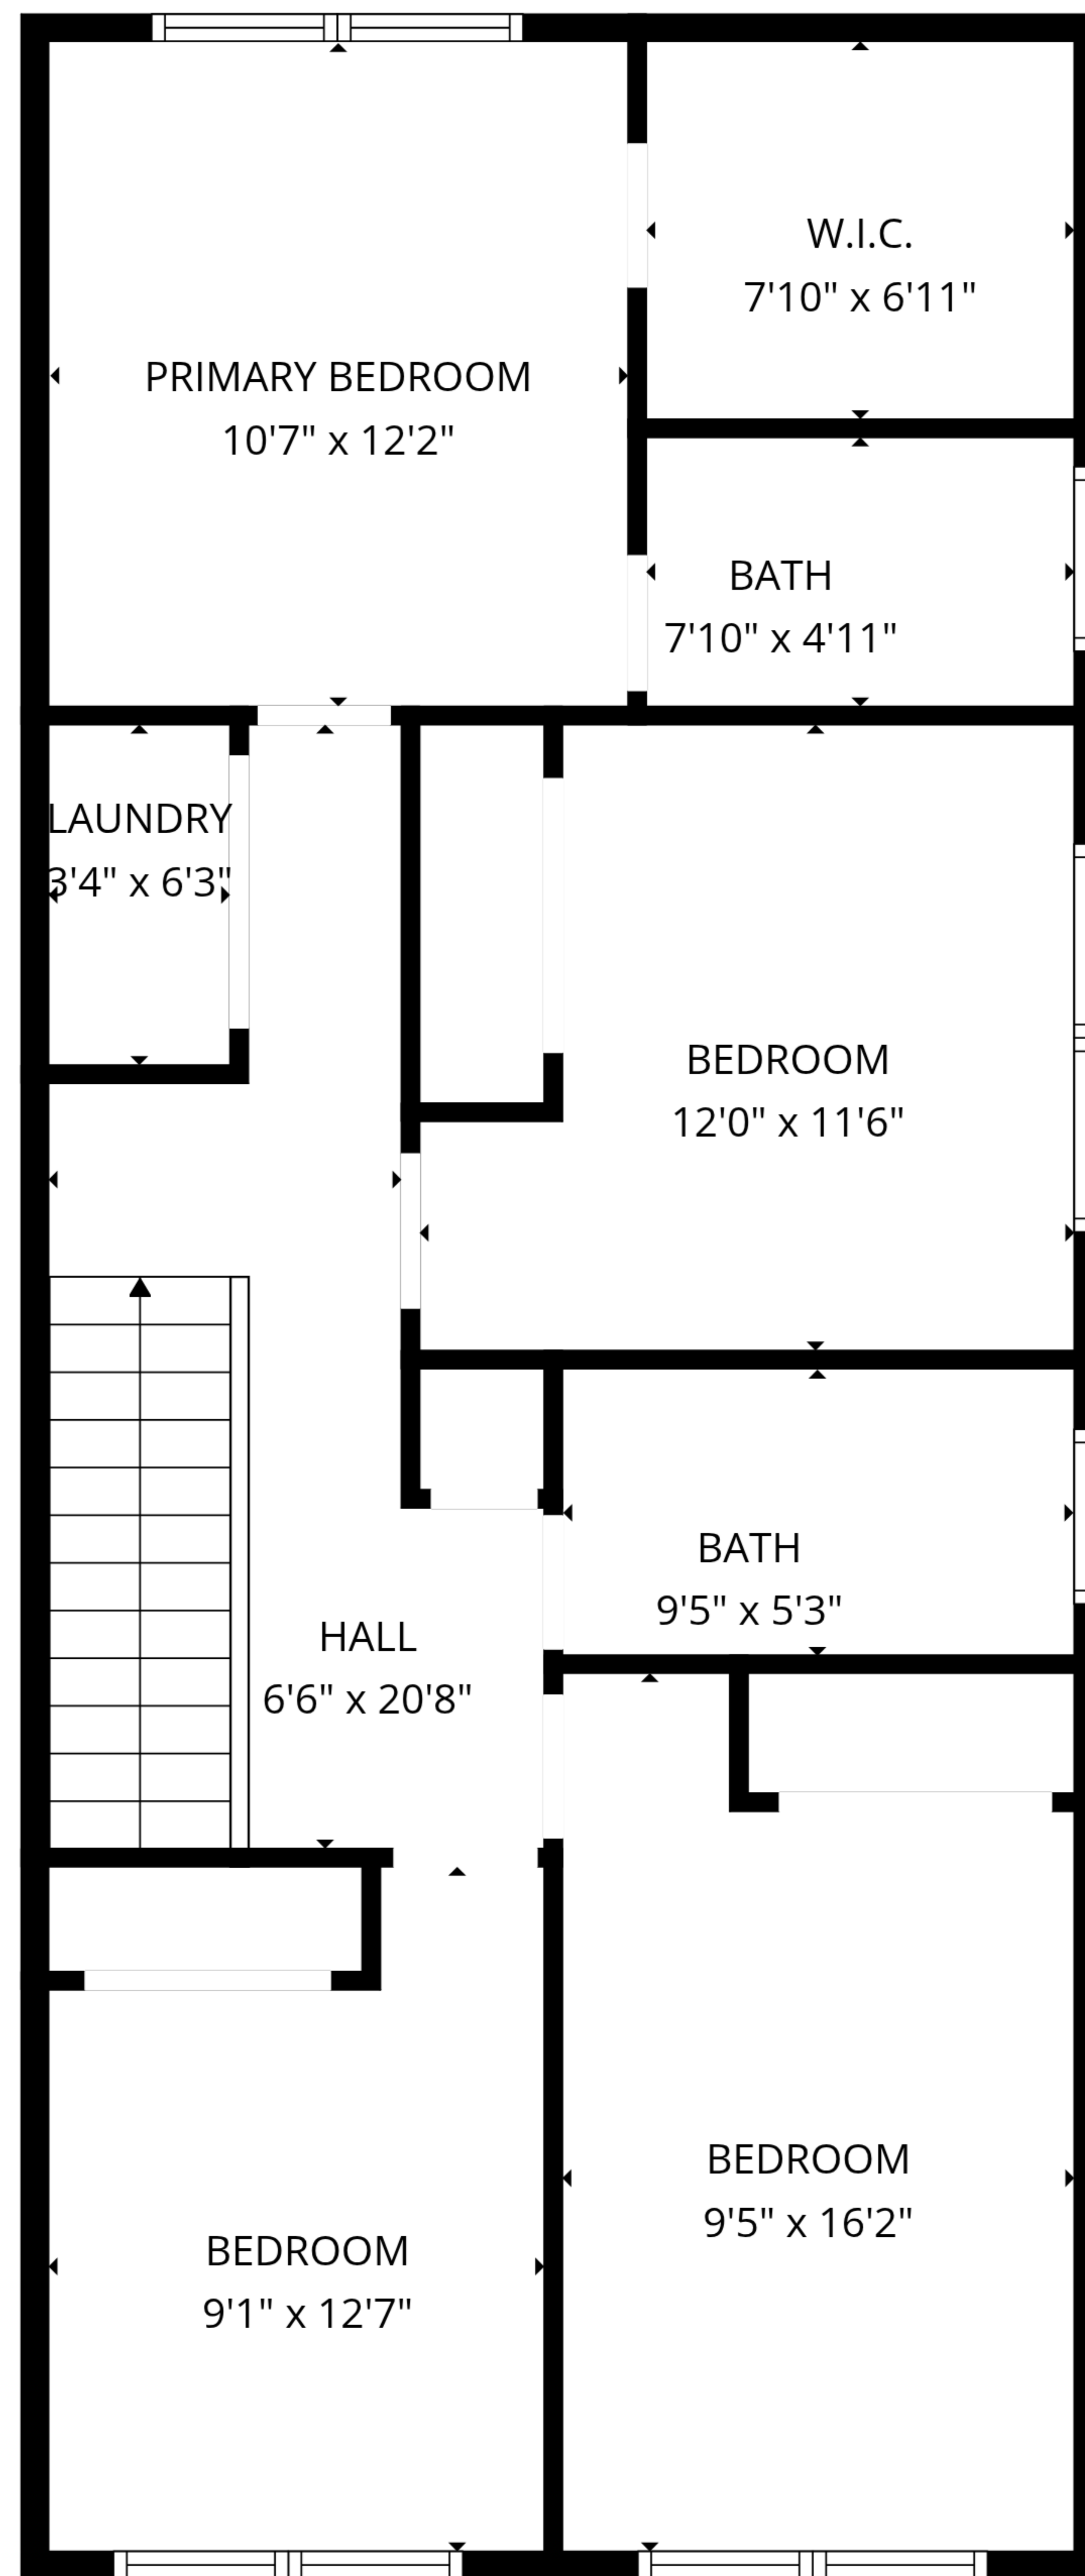 W.I.C.
7'10" x 6'11"
PRIMARY BEDROOM
10'7" x 12'2"
BATH
7'10" x 4'11"
LAUNDRY
3'4" x 6'3"
BEDROOM
12'0" x 11'6"
BATH
9'5" x 5'3"
HALL
6'6" x 20'8"
BEDROOM
9'5" x 16'2"
BEDROOM
9'1" x 12'7"